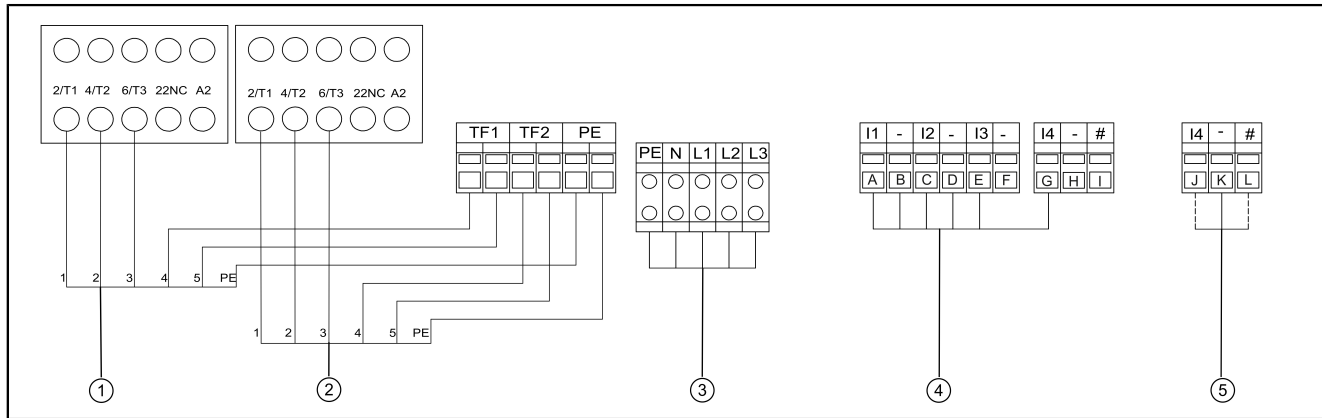 2/T1 4/T2 6/T3 22NC A2
2/T1 4/T2 6/T3 22NC A2
TF1 TF2 PE
PE N L1 L2 L3
I1 - I2 - I3 -
I4 - #
I4 - #
A B C D E F
G H I
J K L
1 2 3 4 5 PE
1 2 3 4 5 PE
1
2
3
4
5